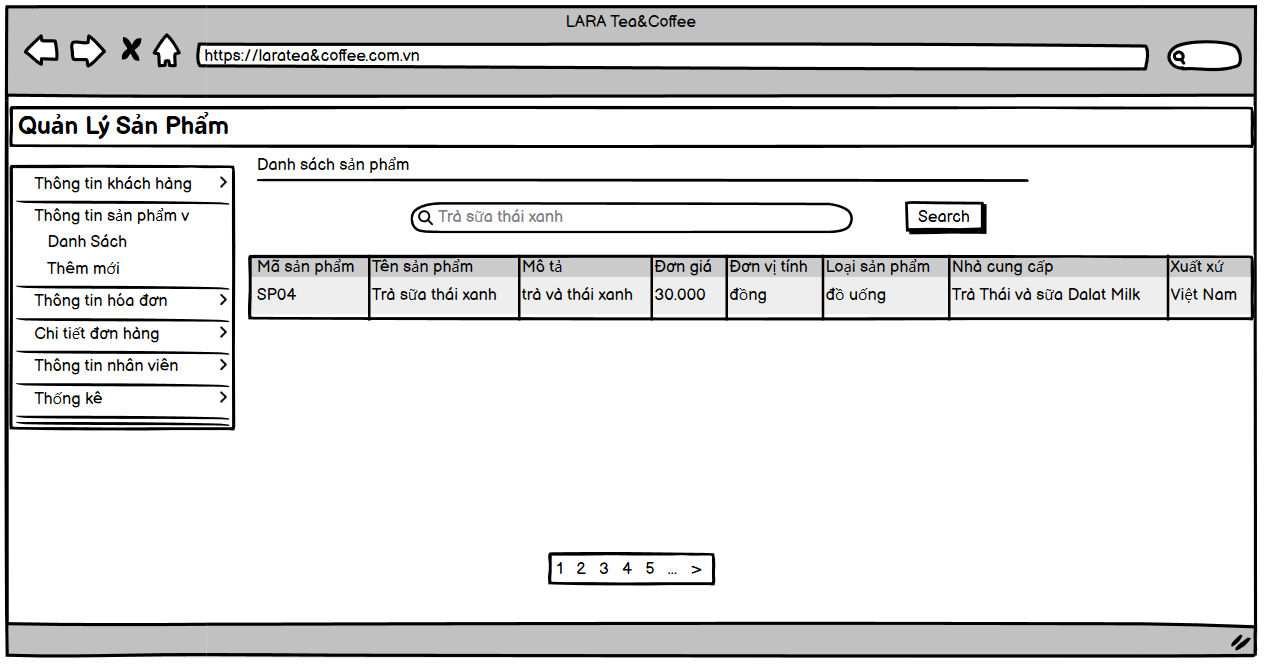 LARA Tea&Coffee
https://laratea&coffee.com.vn
Quản Lý Sản Phẩm
Thông tin khách hàng >
Thông tin sản phẩm v
Danh Sách
Thêm mới
Thông tin hóa đơn >
Chi tiết đơn hàng >
Thông tin nhân viên >
Thống kê >
Danh sách sản phẩm
Trà sữa thái xanh Search
Mã sản phẩm Tên sản phẩm Mô tả Đơn giá Đơn vị tính Loại sản phẩm Nhà cung cấp Xuất xứ
SP04 Trà sữa thái xanh trà và thái xanh 30.000 đồng đồ uống Trà Thái và sữa Dalat Milk Việt Nam
1 2 3 4 5 ... >